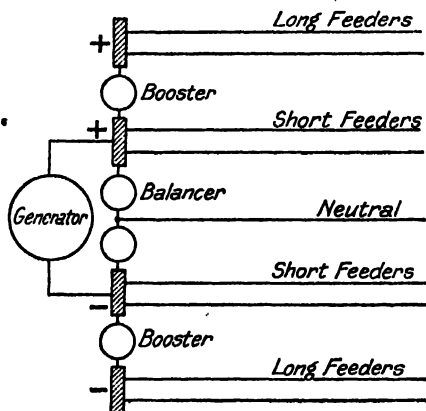 Long Feeders
+
Booster
+
Short Feeders
Balancer
Generator
Neutral
Short Feeders
−
Booster
Long Feeders
−